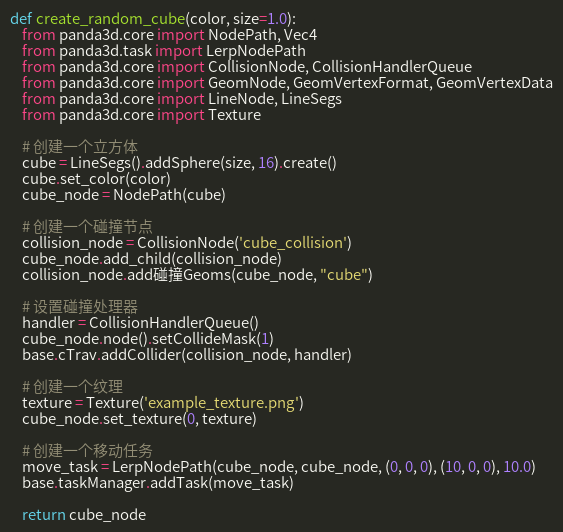 def create_random_cube(color, size=1.0):
from panda3d.core import NodePath, Vec4
from panda3d.task import LerpNodePath
from panda3d.core import CollisionNode, CollisionHandlerQueue
from panda3d.core import GeomNode, GeomVertexFormat, GeomVertexData
from panda3d.core import LineNode, LineSegs
from panda3d.core import Texture
# 创建一个立方体
cube = LineSegs().addSphere(size, 16).create()
cube.set_color(color)
cube_node = NodePath(cube)
# 创建一个碰撞节点
collision_node = CollisionNode('cube_collision')
cube_node.add_child(collision_node)
collision_node.add碰撞Geoms(cube_node, "cube")
# 设置碰撞处理器
handler = CollisionHandlerQueue()
cube_node.node().setCollideMask(1)
base.cTrav.addCollider(collision_node, handler)
# 创建一个纹理
texture = Texture('example_texture.png')
cube_node.set_texture(0, texture)
# 创建一个移动任务
move_task = LerpNodePath(cube_node, cube_node, (0, 0, 0), (10, 0, 0), 10.0)
base.taskManager.addTask(move_task)
return cube_node